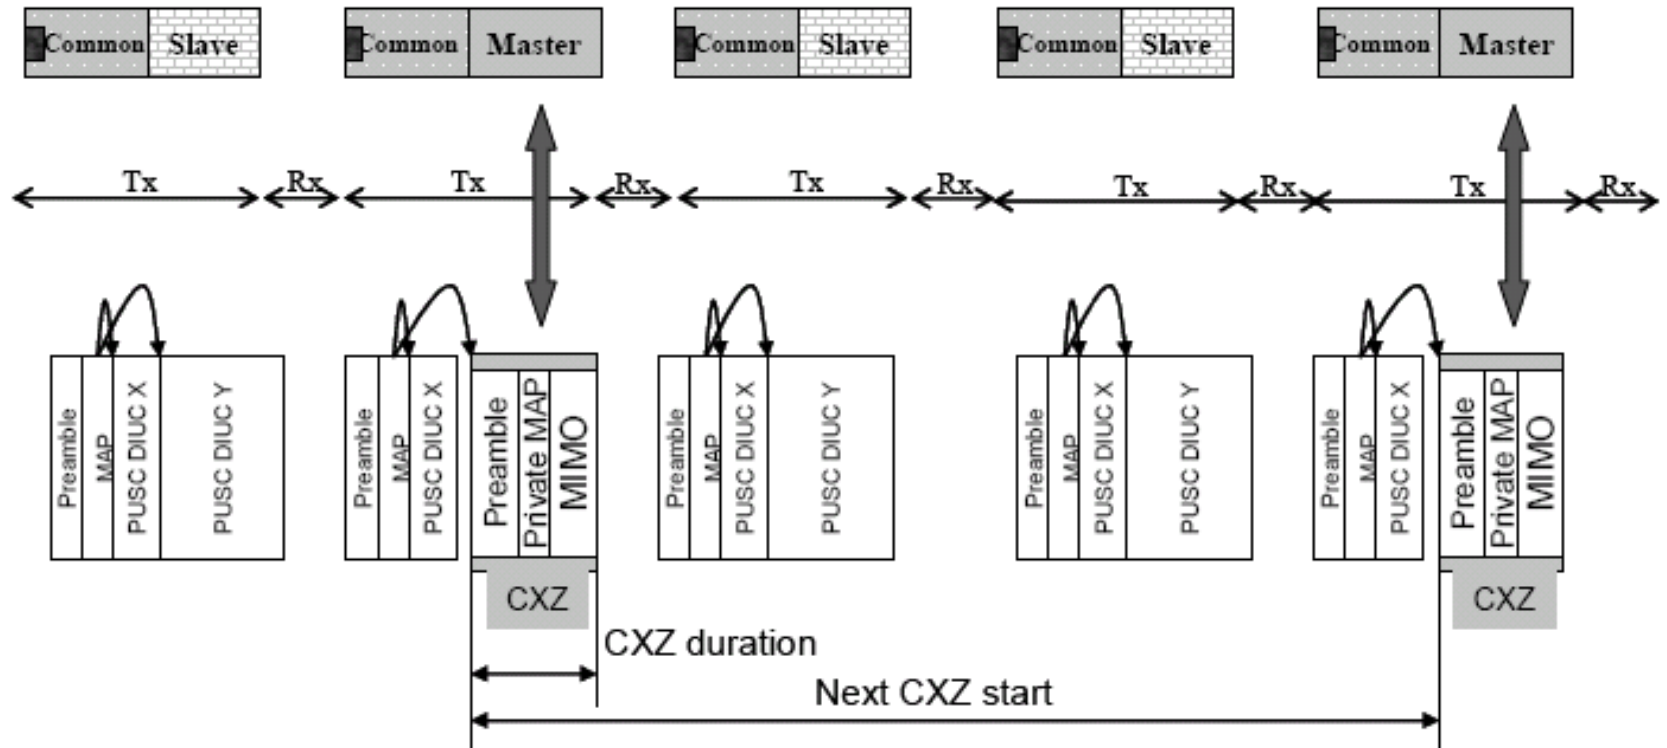 Common Slave Common Master Common Slave Common Slave Common Master
Tx Rx Tx Rx Tx Rx Tx Rx Tx Rx
Preamble MAP PUSC DIUC X PUSC DIUC Y
Preamble MAP PUSC DIUC X Preamble Private MAP MIMO
Preamble MAP PUSC DIUC X PUSC DIUC Y
Preamble MAP PUSC DIUC X PUSC DIUC Y
Preamble MAP PUSC DIUC X Preamble Private MAP MIMO
CXZ CXZ
CXZ duration
Next CXZ start